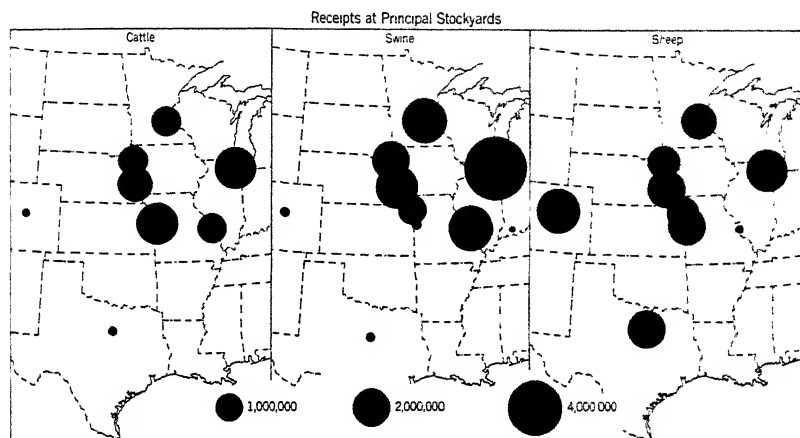 Receipts at Principal Stockyards
Cattle
Swine
Sheep
1,000,000
2,000,000
4,000,000